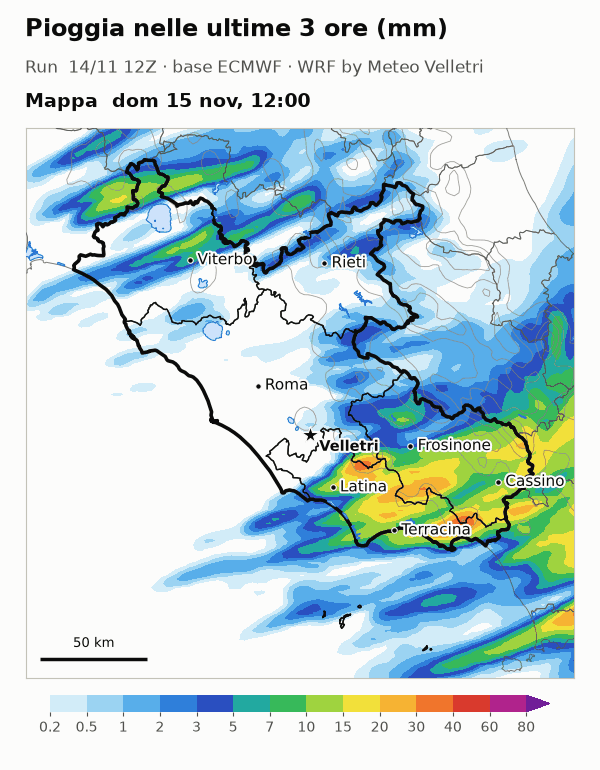 Pioggia nelle ultime 3 ore (mm)
Run  14/11 12Z · base ECMWF · WRF by Meteo Velletri
Mappa  dom 15 nov, 12:00
Viterbo
Rieti
Roma
Velletri
Frosinone
Latina
Cassino
Terracina
50 km
0.2 0.5 1 2 3 5 7 10 15 20 30 40 60 80